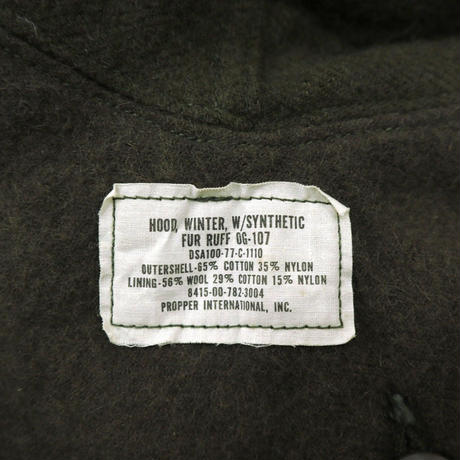 HOOD, WINTER, W/SYNTHETIC
FUR RUFF OG-107
DSA100-77-C-1110
OUTERSHELL-65% COTTON 35% NYLON
LINING-56% WOOL 29% COTTON 15% NYLON
8415-00-782-3004
PROPPER INTERNATIONAL, INC.